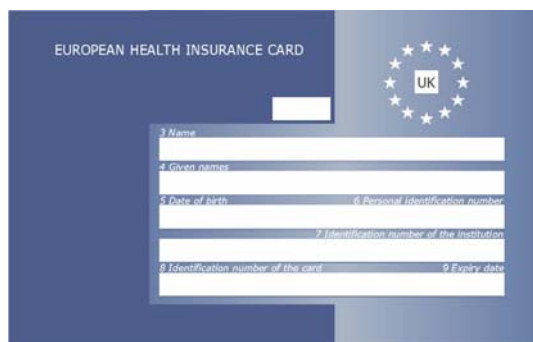 EUROPEAN HEALTH INSURANCE CARD
UK
3 Name
4 Given names
5 Date of birth 6 Personal identification number
7 Identification number of the institution
8 Identification number of the card 9 Expiry date